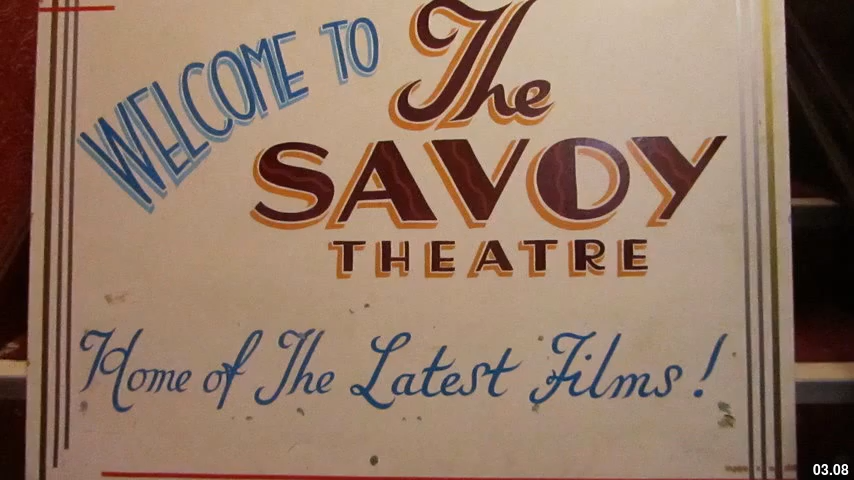 WELCOME TO
The
SAVOY
THEATRE
Home of The Latest Films!
03.08